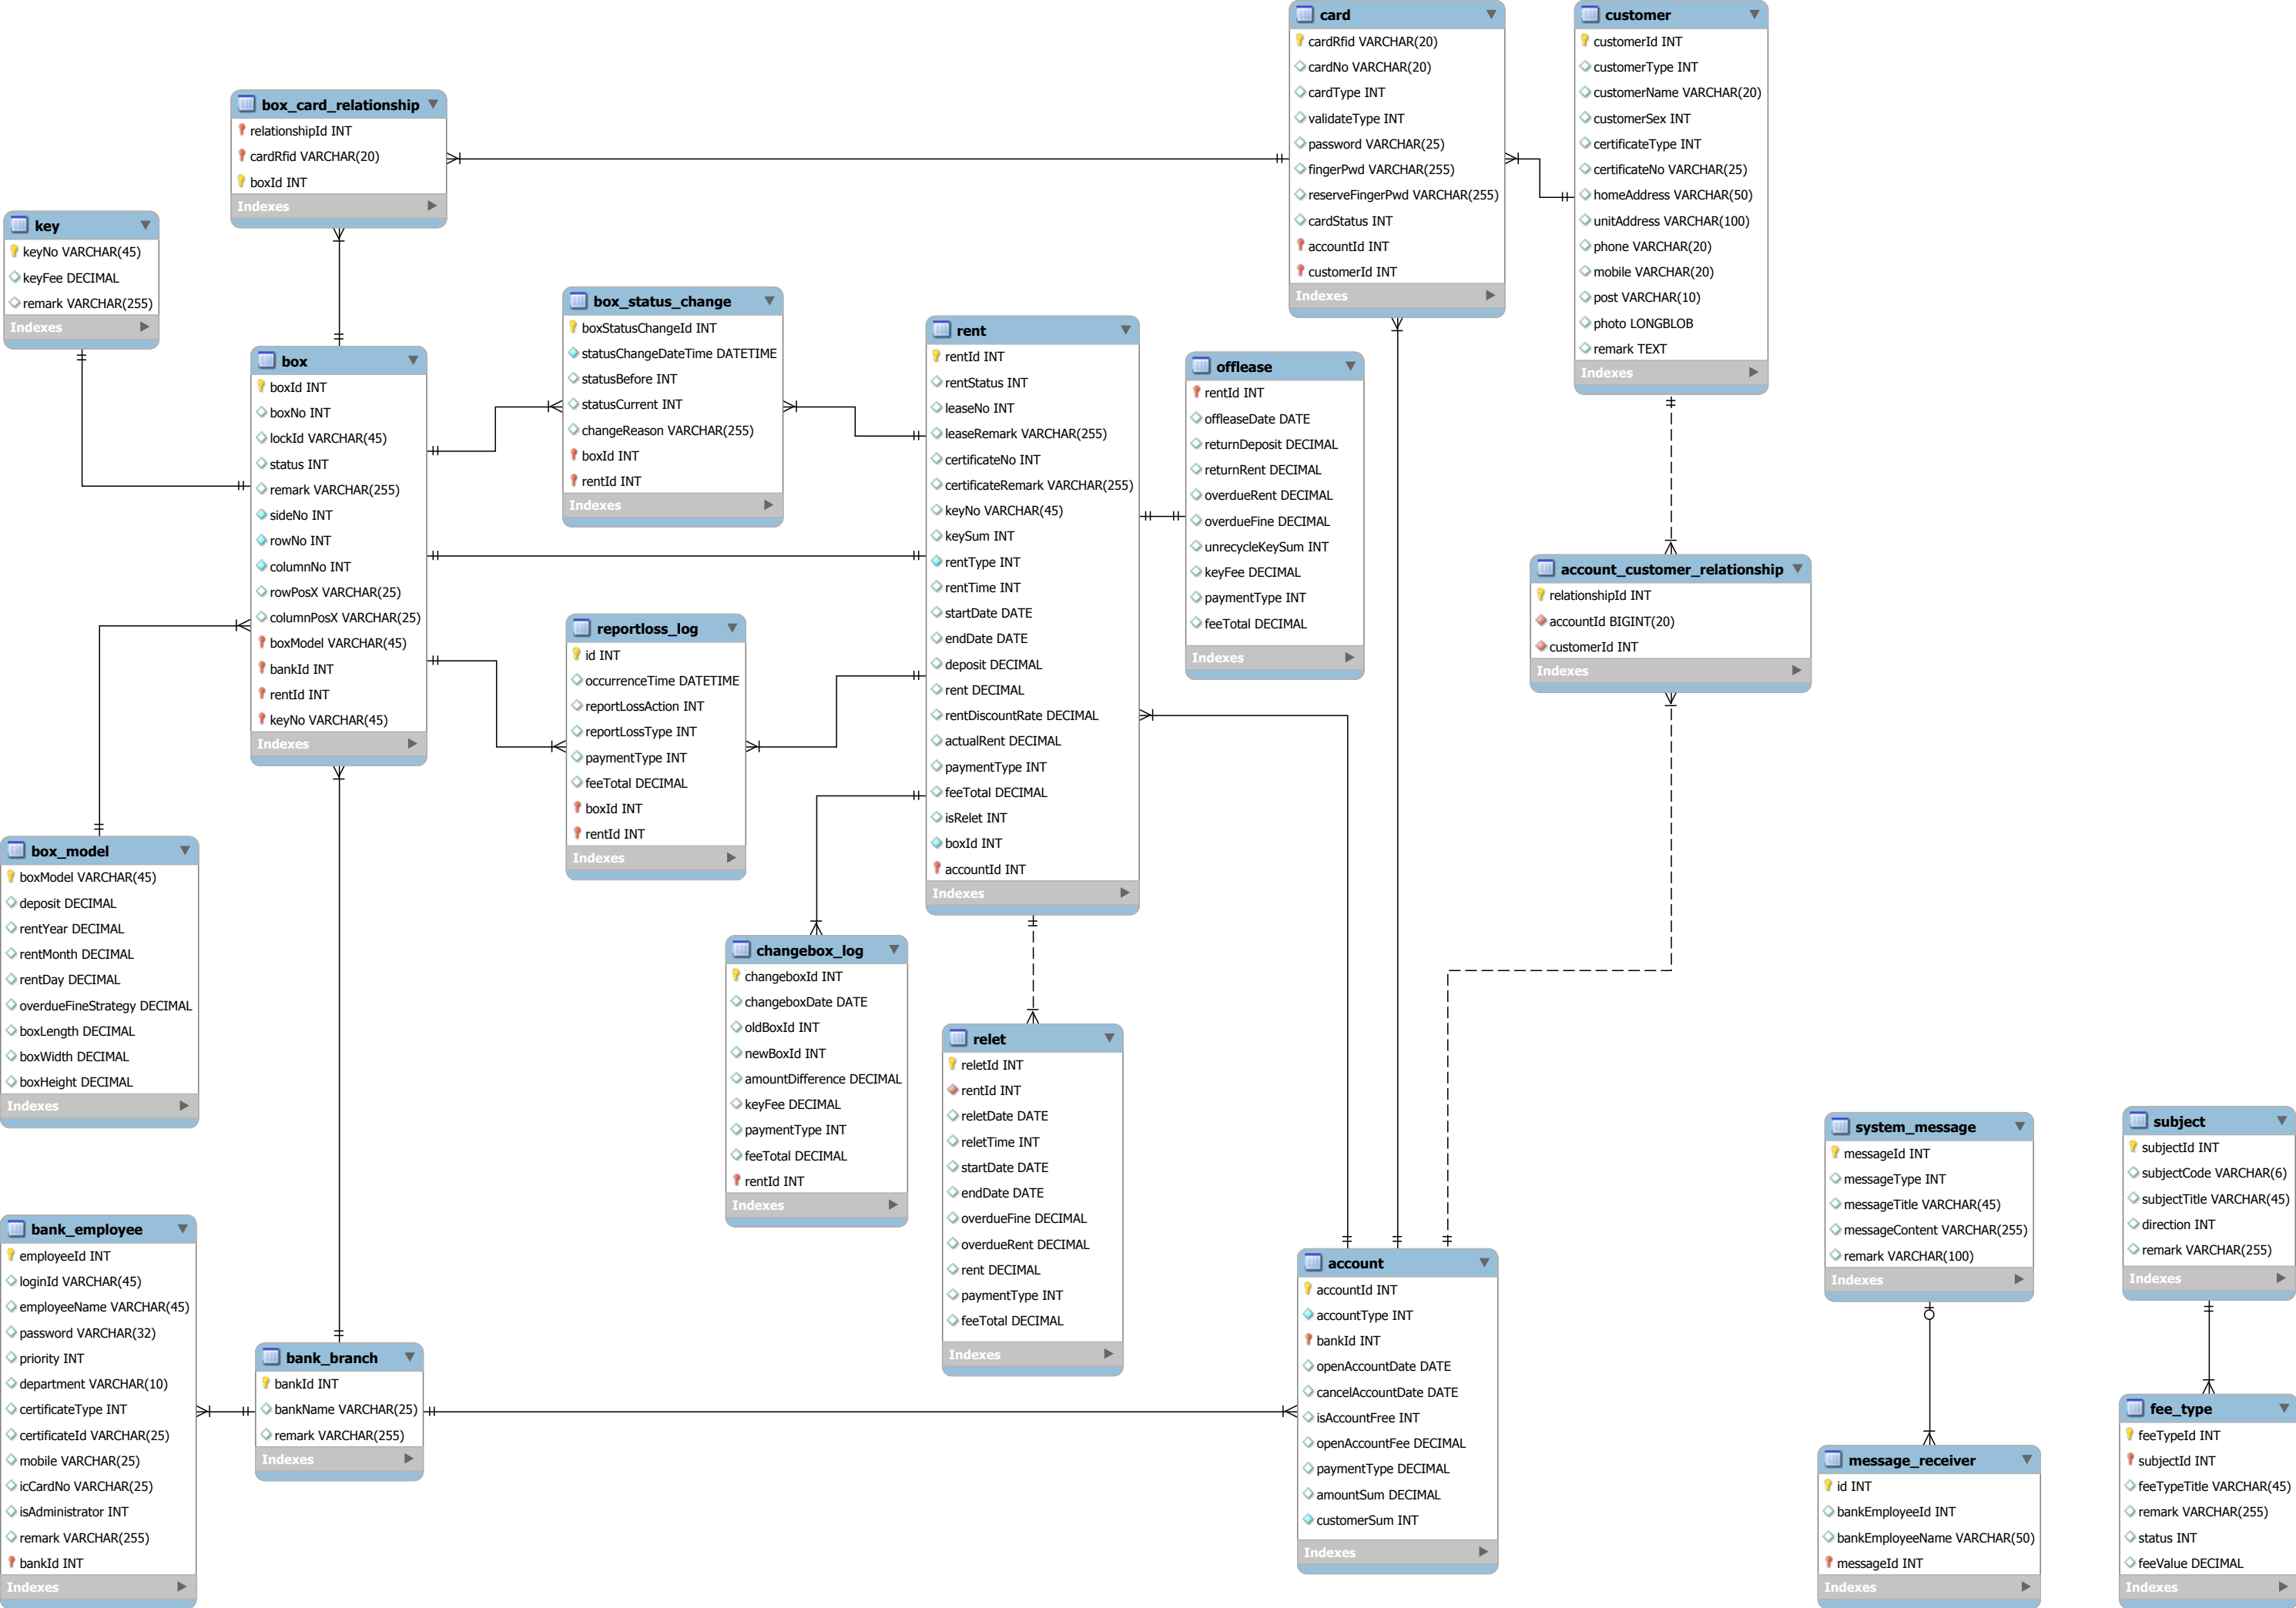 card
cardRfid VARCHAR(20)
cardNo VARCHAR(20)
cardType INT
validateType INT
password VARCHAR(25)
fingerPwd VARCHAR(255)
reserveFingerPwd VARCHAR(255)
cardStatus INT
accountId INT
customerId INT
Indexes
customer
customerId INT
customerType INT
customerName VARCHAR(20)
customerSex INT
certificateType INT
certificateNo VARCHAR(25)
homeAddress VARCHAR(50)
unitAddress VARCHAR(100)
phone VARCHAR(20)
mobile VARCHAR(20)
post VARCHAR(10)
photo LONGBLOB
remark TEXT
Indexes
box_card_relationship
relationshipId INT
cardRfid VARCHAR(20)
boxId INT
Indexes
key
keyNo VARCHAR(45)
keyFee DECIMAL
remark VARCHAR(255)
Indexes
box
boxId INT
boxNo INT
lockId VARCHAR(45)
status INT
remark VARCHAR(255)
sideNo INT
rowNo INT
columnNo INT
rowPosX VARCHAR(25)
columnPosX VARCHAR(25)
boxModel VARCHAR(45)
bankId INT
rentId INT
keyNo VARCHAR(45)
Indexes
box_status_change
boxStatusChangeId INT
statusChangeDateTime DATETIME
statusBefore INT
statusCurrent INT
changeReason VARCHAR(255)
boxId INT
rentId INT
Indexes
rent
rentId INT
rentStatus INT
leaseNo INT
leaseRemark VARCHAR(255)
certificateNo INT
certificateRemark VARCHAR(255)
keyNo VARCHAR(45)
keySum INT
rentType INT
rentTime INT
startDate DATE
endDate DATE
deposit DECIMAL
rent DECIMAL
rentDiscountRate DECIMAL
actualRent DECIMAL
paymentType INT
feeTotal DECIMAL
isRelet INT
boxId INT
accountId INT
Indexes
offlease
rentId INT
offleaseDate DATE
returnDeposit DECIMAL
returnRent DECIMAL
overdueRent DECIMAL
overdueFine DECIMAL
unrecycleKeySum INT
keyFee DECIMAL
paymentType INT
feeTotal DECIMAL
Indexes
account_customer_relationship
relationshipId INT
accountId BIGINT(20)
customerId INT
Indexes
reportloss_log
id INT
occurrenceTime DATETIME
reportLossAction INT
reportLossType INT
paymentType INT
feeTotal DECIMAL
boxId INT
rentId INT
Indexes
box_model
boxModel VARCHAR(45)
deposit DECIMAL
rentYear DECIMAL
rentMonth DECIMAL
rentDay DECIMAL
overdueFineStrategy DECIMAL
boxLength DECIMAL
boxWidth DECIMAL
boxHeight DECIMAL
Indexes
changebox_log
changeboxId INT
changeboxDate DATE
oldBoxId INT
newBoxId INT
amountDifference DECIMAL
keyFee DECIMAL
paymentType INT
feeTotal DECIMAL
rentId INT
Indexes
relet
reletId INT
rentId INT
reletDate DATE
reletTime INT
startDate DATE
endDate DATE
overdueFine DECIMAL
overdueRent DECIMAL
rent DECIMAL
paymentType INT
feeTotal DECIMAL
Indexes
bank_employee
employeeId INT
loginId VARCHAR(45)
employeeName VARCHAR(45)
password VARCHAR(32)
priority INT
department VARCHAR(10)
certificateType INT
certificateId VARCHAR(25)
mobile VARCHAR(25)
icCardNo VARCHAR(25)
isAdministrator INT
remark VARCHAR(255)
bankId INT
Indexes
bank_branch
bankId INT
bankName VARCHAR(25)
remark VARCHAR(255)
Indexes
account
accountId INT
accountType INT
bankId INT
openAccountDate DATE
cancelAccountDate DATE
isAccountFree INT
openAccountFee DECIMAL
paymentType DECIMAL
amountSum DECIMAL
customerSum INT
Indexes
system_message
messageId INT
messageType INT
messageTitle VARCHAR(45)
messageContent VARCHAR(255)
remark VARCHAR(100)
Indexes
message_receiver
id INT
bankEmployeeId INT
bankEmployeeName VARCHAR(50)
messageId INT
Indexes
subject
subjectId INT
subjectCode VARCHAR(6)
subjectTitle VARCHAR(45)
direction INT
remark VARCHAR(255)
Indexes
fee_type
feeTypeId INT
subjectId INT
feeTypeTitle VARCHAR(45)
remark VARCHAR(255)
status INT
feeValue DECIMAL
Indexes